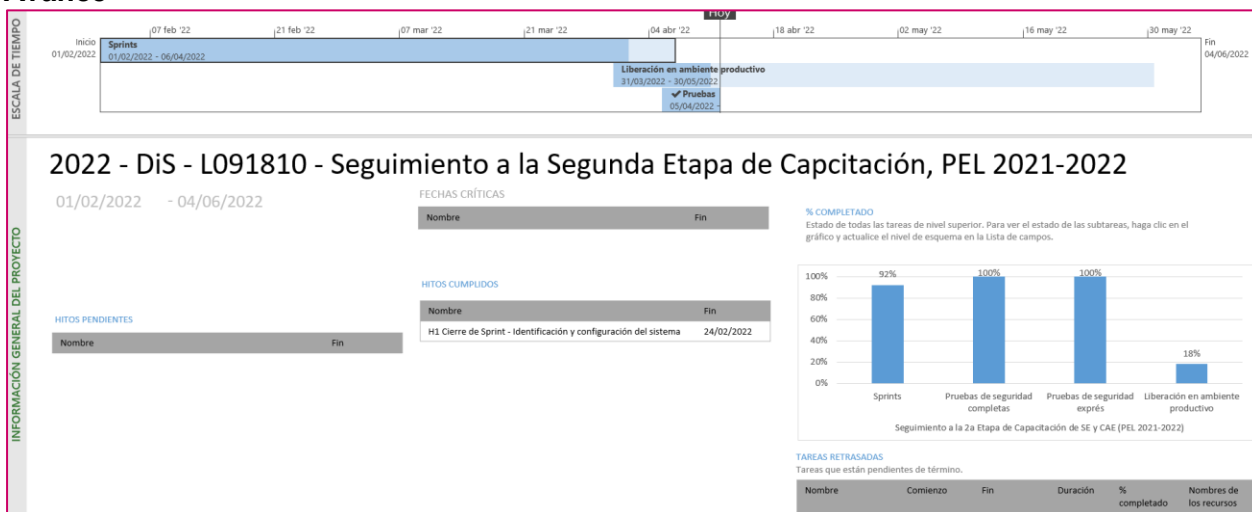 Hoy
ESCALA DE TIEMPO
07 feb '22
21 feb '22
07 mar '22
21 mar '22
04 abr '22
18 abr '22
02 may '22
16 may '22
30 may '22
Inicio
01/02/2022
Sprints
01/02/2022 - 06/04/2022
Fin
04/06/2022
Liberación en ambiente productivo
31/03/2022 - 30/05/2022
✔ Pruebas
05/04/2022 -
INFORMACIÓN GENERAL DEL PROYECTO
2022 - DiS - L091810 - Seguimiento a la Segunda Etapa de Capcitación, PEL 2021-2022
01/02/2022 - 04/06/2022
FECHAS CRÍTICAS
Nombre Fin
HITOS CUMPLIDOS
Nombre Fin
H1 Cierre de Sprint - Identificación y configuración del sistema 24/02/2022
HITOS PENDIENTES
Nombre Fin
% COMPLETADO
Estado de todas las tareas de nivel superior. Para ver el estado de las subtareas, haga clic en el
gráfico y actualice el nivel de esquema en la Lista de campos.
100%
80%
60%
40%
20%
0%
92%
100%
100%
18%
Sprints
Pruebas de seguridad
completas
Pruebas de seguridad
exprés
Liberación en ambiente
productivo
Seguimiento a la 2a Etapa de Capacitación de SE y CAE (PEL 2021-2022)
TAREAS RETRASADAS
Tareas que están pendientes de término.
Nombre Comienzo Fin Duración % completado Nombres de los recursos